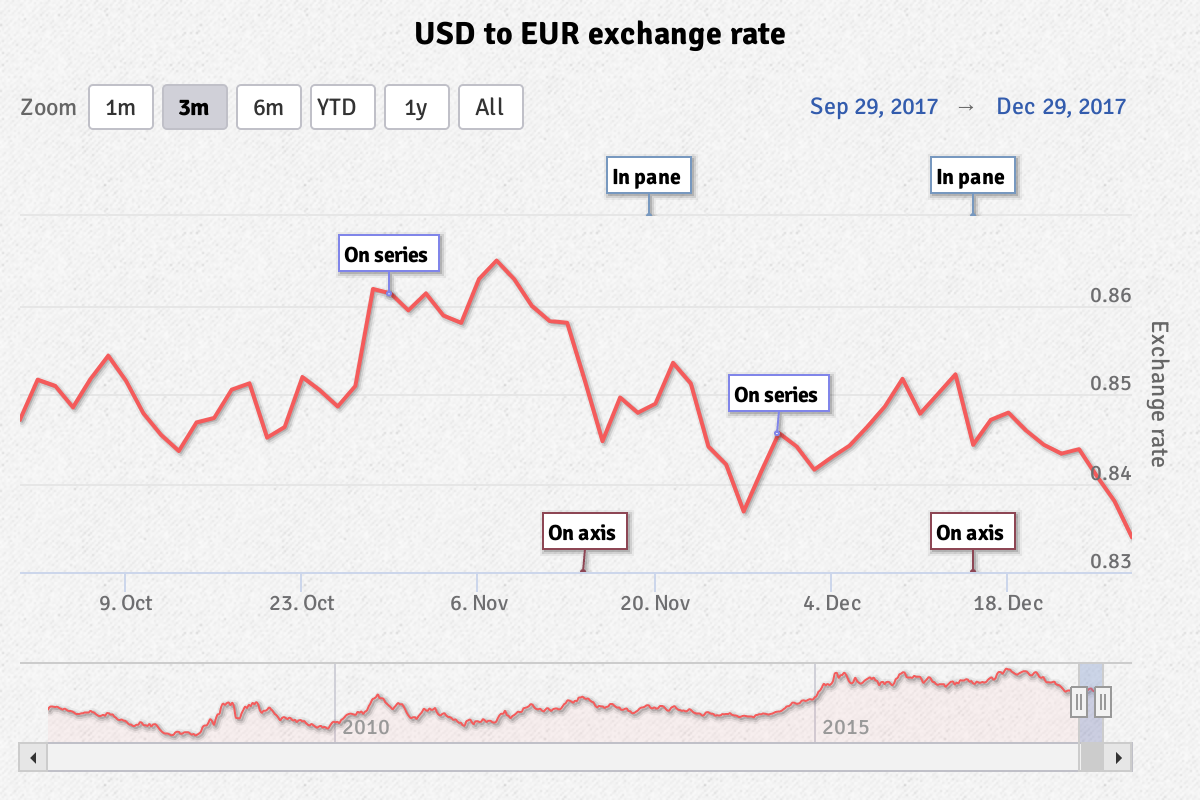 USD to EUR exchange rate
Zoom 1m 3m 6m YTD 1y All
Sep 29, 2017 → Dec 29, 2017
In pane In pane
On series
0.86
0.85
On series
0.84
On axis On axis
0.83
Exchange rate
9. Oct 23. Oct 6. Nov 20. Nov 4. Dec 18. Dec
2010 2015